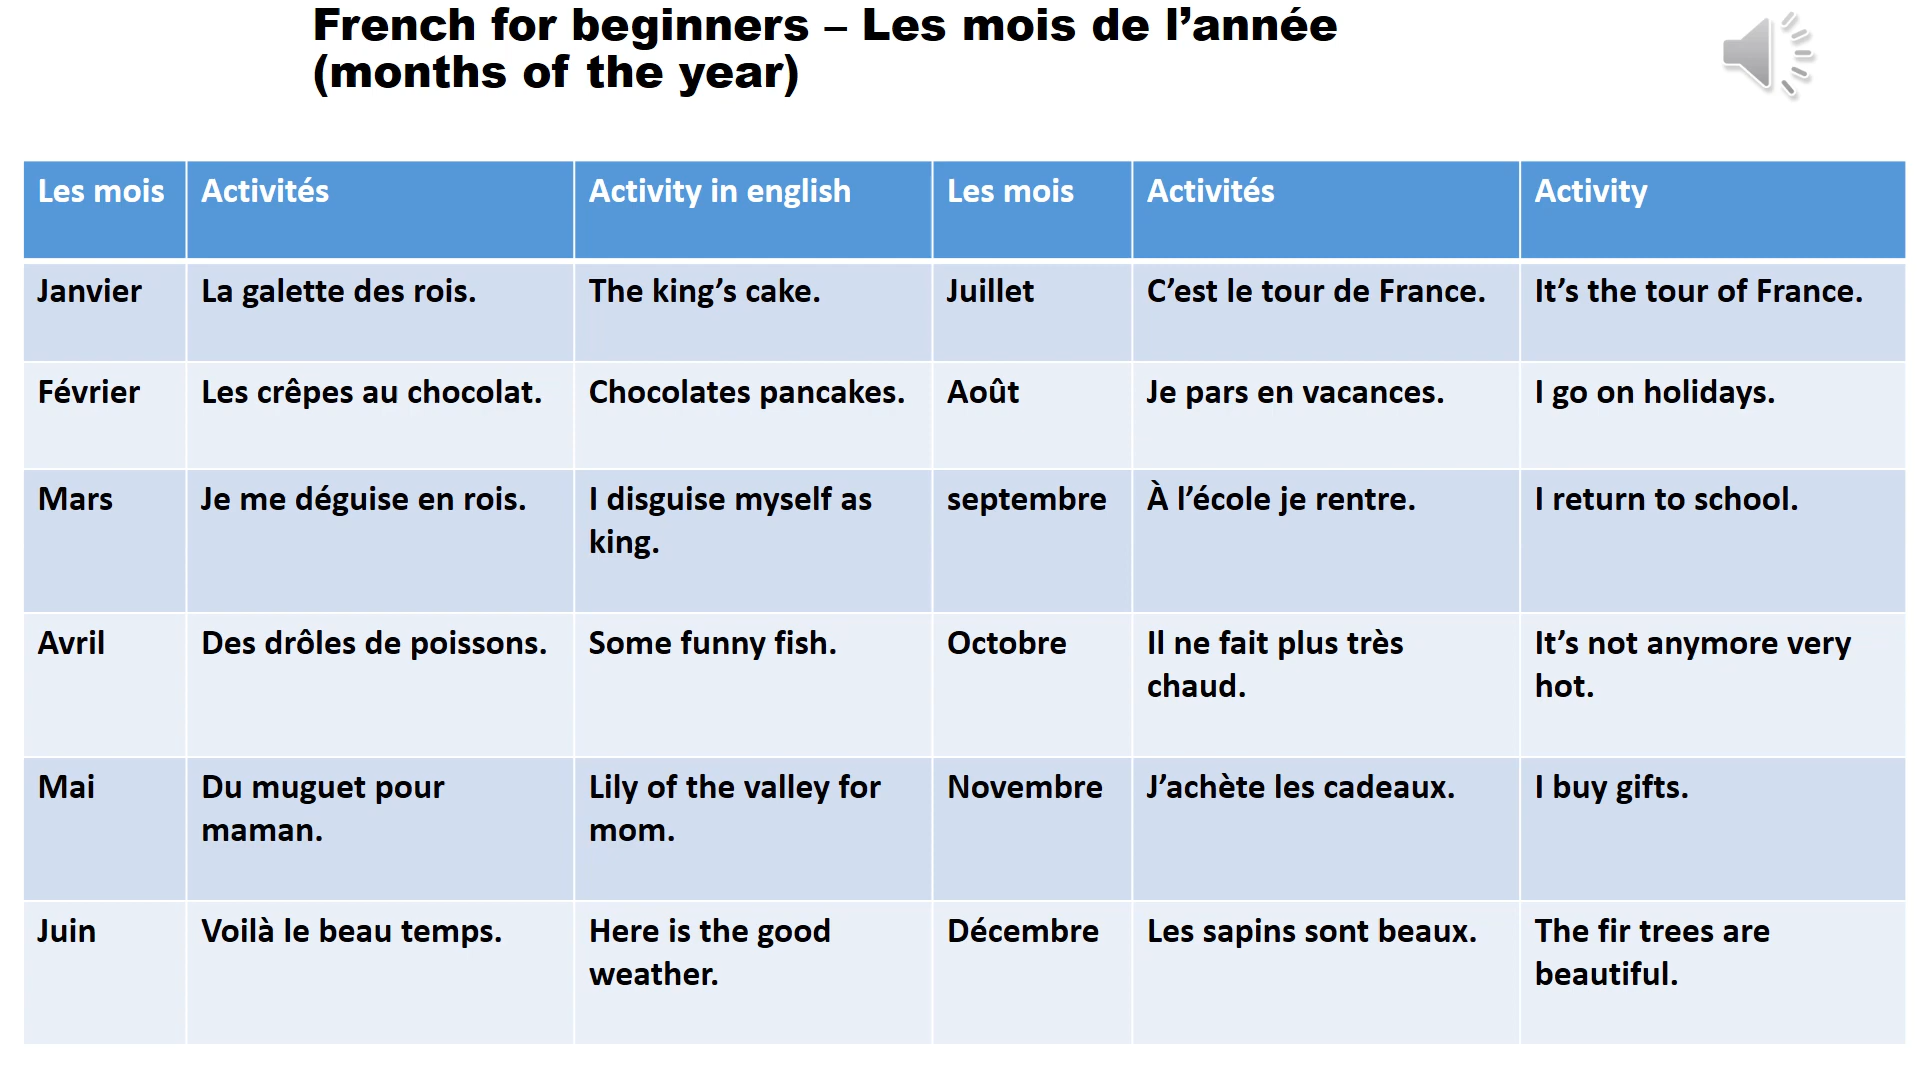 French for beginners – Les mois de l’année
(months of the year)
Les mois
Activités
Activity in english
Les mois
Activités
Activity
Janvier
La galette des rois.
The king’s cake.
Juillet
C’est le tour de France.
It’s the tour of France.
Février
Les crêpes au chocolat.
Chocolates pancakes.
Août
Je pars en vacances.
I go on holidays.
Mars
Je me déguise en rois.
I disguise myself as
king.
septembre
À l’école je rentre.
I return to school.
Avril
Des drôles de poissons.
Some funny fish.
Octobre
Il ne fait plus très
chaud.
It’s not anymore very
hot.
Mai
Du muguet pour
maman.
Lily of the valley for
mom.
Novembre
J’achète les cadeaux.
I buy gifts.
Juin
Voilà le beau temps.
Here is the good
weather.
Décembre
Les sapins sont beaux.
The fir trees are
beautiful.